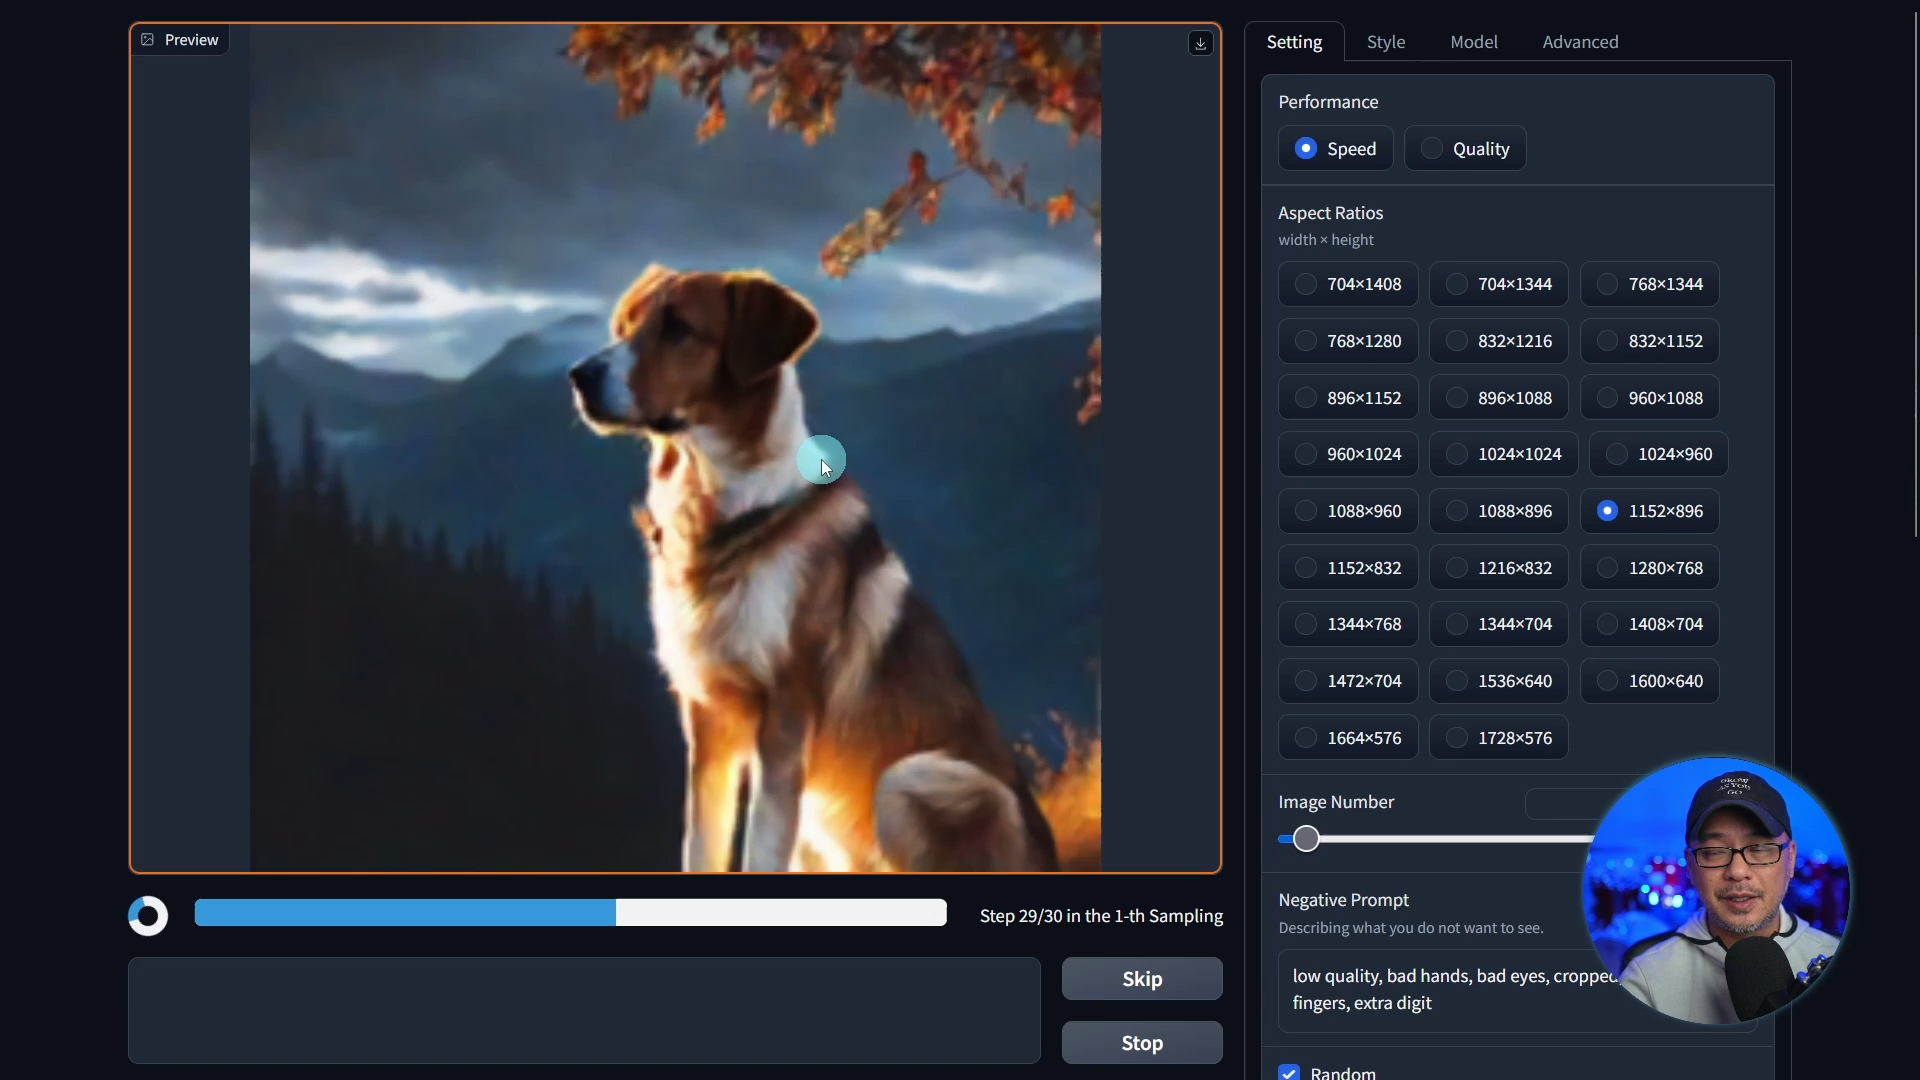 Preview
Setting
Style
Model
Advanced
Performance
Speed
Quality
Aspect Ratios
width × height
704×1408
704×1344
768×1344
768×1280
832×1216
832×1152
896×1152
896×1088
960×1088
960×1024
1024×1024
1024×960
1088×960
1088×896
1152×896
1152×832
1216×832
1280×768
1344×768
1344×704
1408×704
1472×704
1536×640
1600×640
1664×576
1728×576
Image Number
Negative Prompt
Describing what you do not want to see.
low quality, bad hands, bad eyes, cropped,
fingers, extra digit
Random
Step 29/30 in the 1-th Sampling
Skip
Stop
GROW
AS YOU
GO